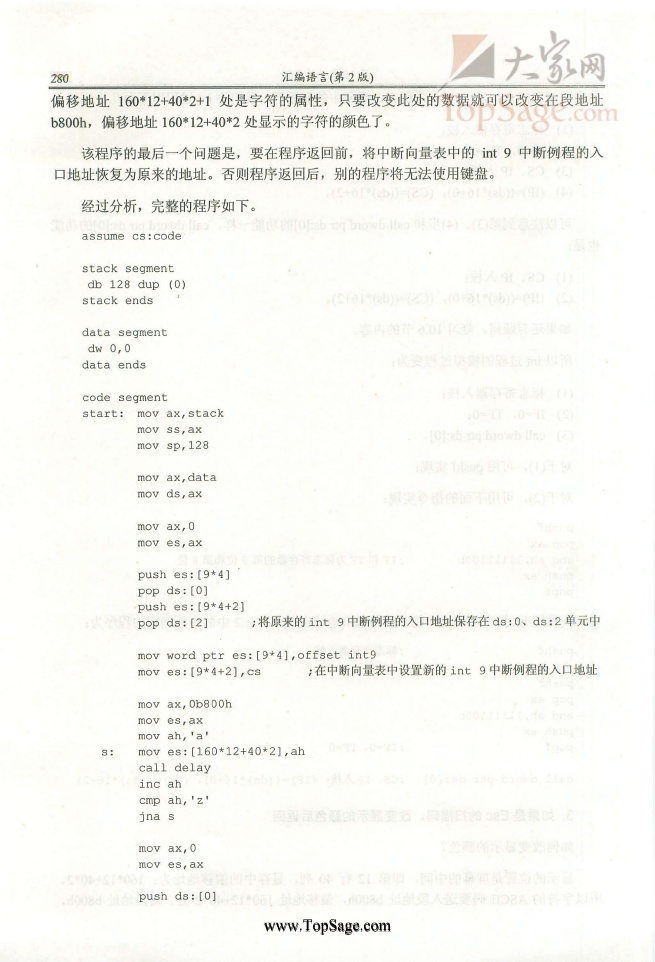 大家网
TopSage.com
280
汇编语言(第 2 版)
偏移地址 160*12+40*2+1 处是字符的属性，只要改变此处的数据就可以改变在段地址
b800h，偏移地址 160*12+40*2 处显示的字符的颜色了。
该程序的最后一个问题是，要在程序返回前，将中断向量表中的 int 9 中断例程的入
口地址恢复为原来的地址。否则程序返回后，别的程序将无法使用键盘。
经过分析，完整的程序如下。
assume cs:code
stack segment
db 128 dup (0)
stack ends
data segment
dw 0,0
data ends
code segment
start: mov ax,stack
mov ss,ax
mov sp,128
mov ax,data
mov ds,ax
mov ax,0
mov es,ax
push es:[9*4]
pop ds:[0]
push es:[9*4+2]
pop ds:[2] ;将原来的 int 9 中断例程的入口地址保存在 ds:0、ds:2 单元中
mov word ptr es:[9*4],offset int9
mov es:[9*4+2],cs ;在中断向量表中设置新的 int 9 中断例程的入口地址
mov ax,0b800h
mov es,ax
mov ah,'a'
s: mov es:[160*12+40*2],ah
call delay
inc ah
cmp ah,'z'
jna s
mov ax,0
mov es,ax
push ds:[0]
www.TopSage.com